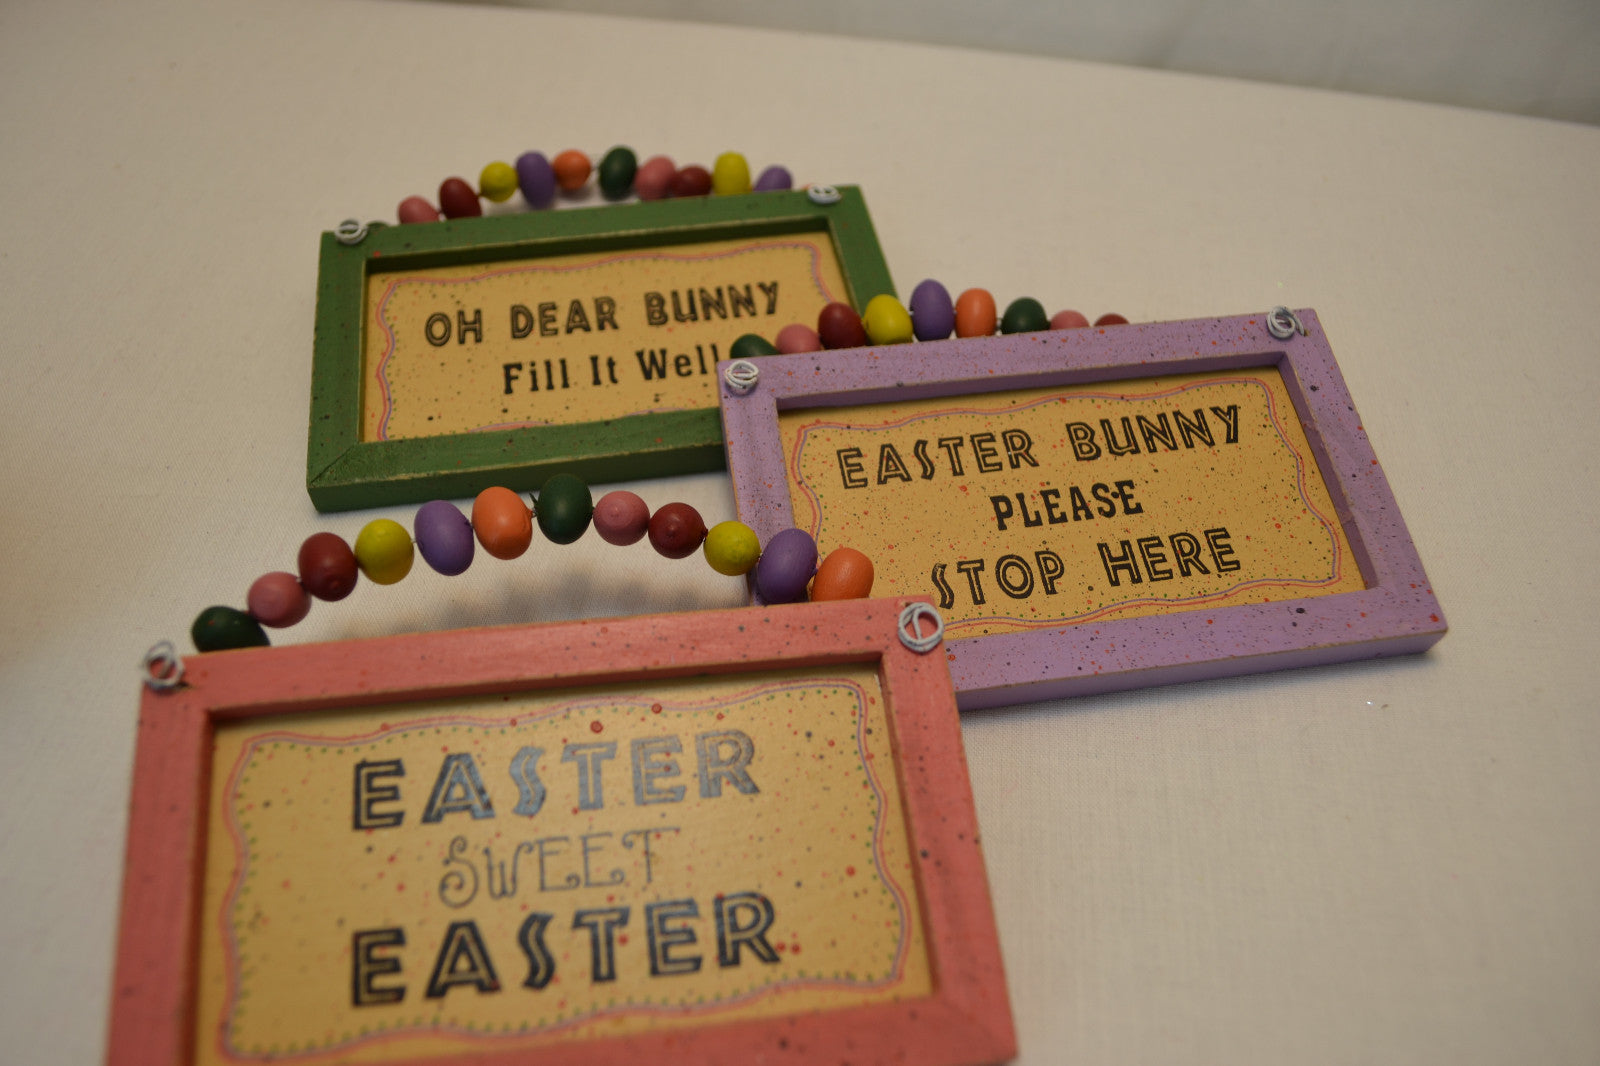 OH DEAR BUNNY
Fill It Well
EASTER BUNNY
PLEASE
STOP HERE
EASTER
SWEET
EASTER